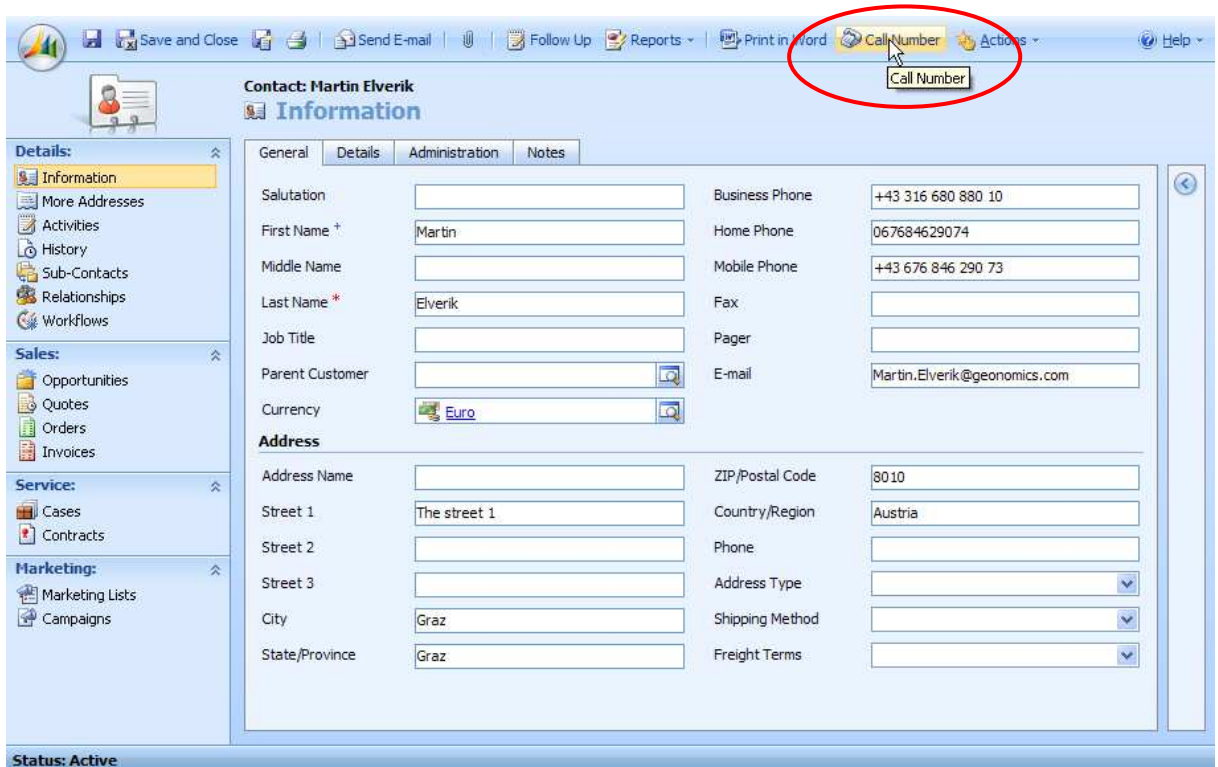 Save and Close Send E-mail Follow Up Reports Print in Word Call Number Actions Help
Call Number
Contact: Martin Elverik
Information
Details:
Information
More Addresses
Activities
History
Sub-Contacts
Relationships
Workflows
Sales:
Opportunities
Quotes
Orders
Invoices
Service:
Cases
Contracts
Marketing:
Marketing Lists
Campaigns
General Details Administration Notes
Salutation Business Phone +43 316 680 880 10
First Name + Martin Home Phone 067684629074
Middle Name Mobile Phone +43 676 846 290 73
Last Name * Elverik Fax
Job Title Pager
Parent Customer E-mail Martin.Elverik@geonomics.com
Currency Euro
Address
Address Name ZIP/Postal Code 8010
Street 1 The street 1 Country/Region Austria
Street 2 Phone
Street 3 Address Type
City Graz Shipping Method
State/Province Graz Freight Terms
Status: Active